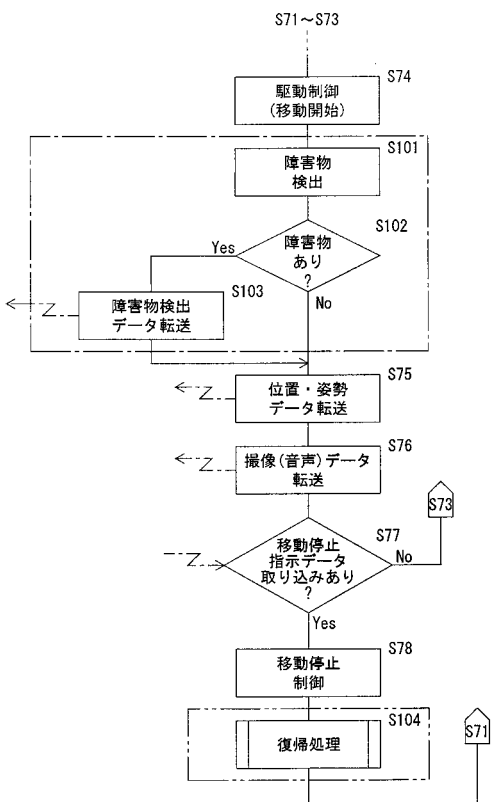 S71～S73
S74
駆動制御
(移動開始)
S101
障害物
検出
S102
障害物
あり
?
Yes
No
S103
障害物検出
データ転送
S75
位置・姿勢
データ転送
S76
撮像(音声)データ
転送
S73
S77
移動停止
指示データ
取り込みあり
?
No
Yes
S78
移動停止
制御
S104
復帰処理
S71